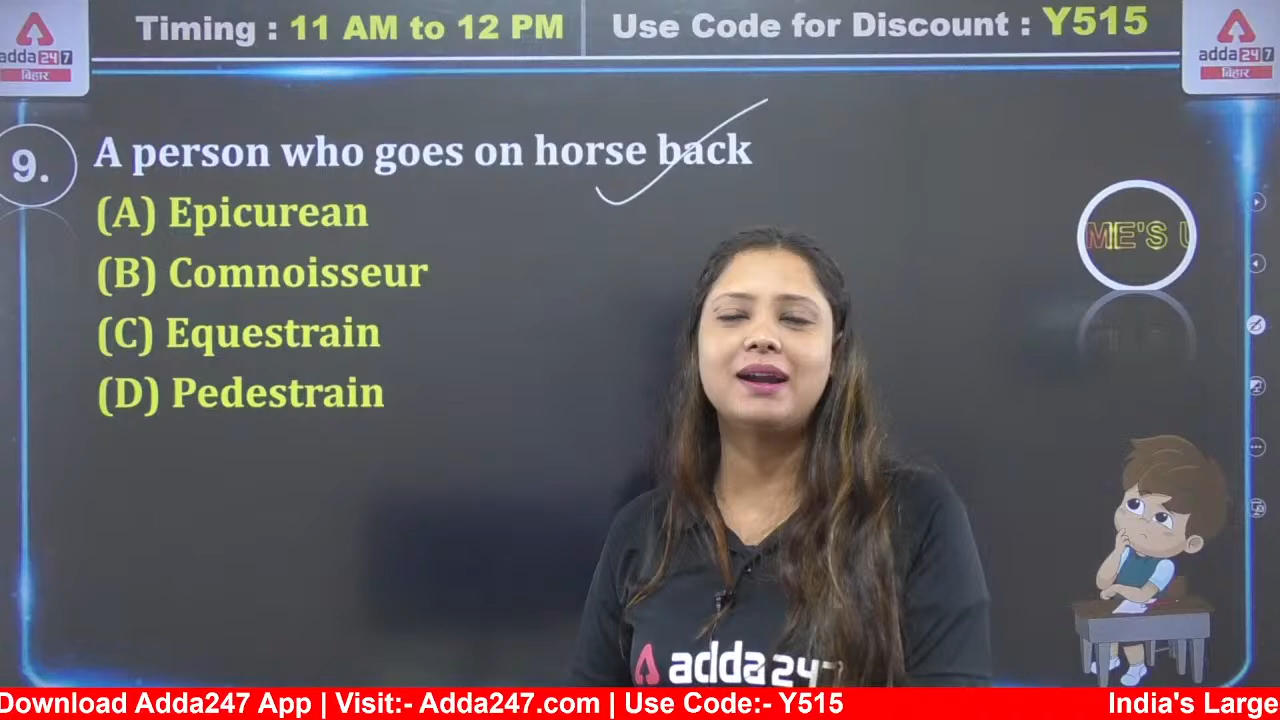 Timing : 11 AM to 12 PM
Use Code for Discount : Y515
adda247
बिहार
adda247
बिहार
9. A person who goes on horse back
(A) Epicurean
(B) Comnoisseur
(C) Equestrain
(D) Pedestrain
ME'S U
adda247
Download Adda247 App | Visit:- Adda247.com | Use Code:- Y515
India's Large